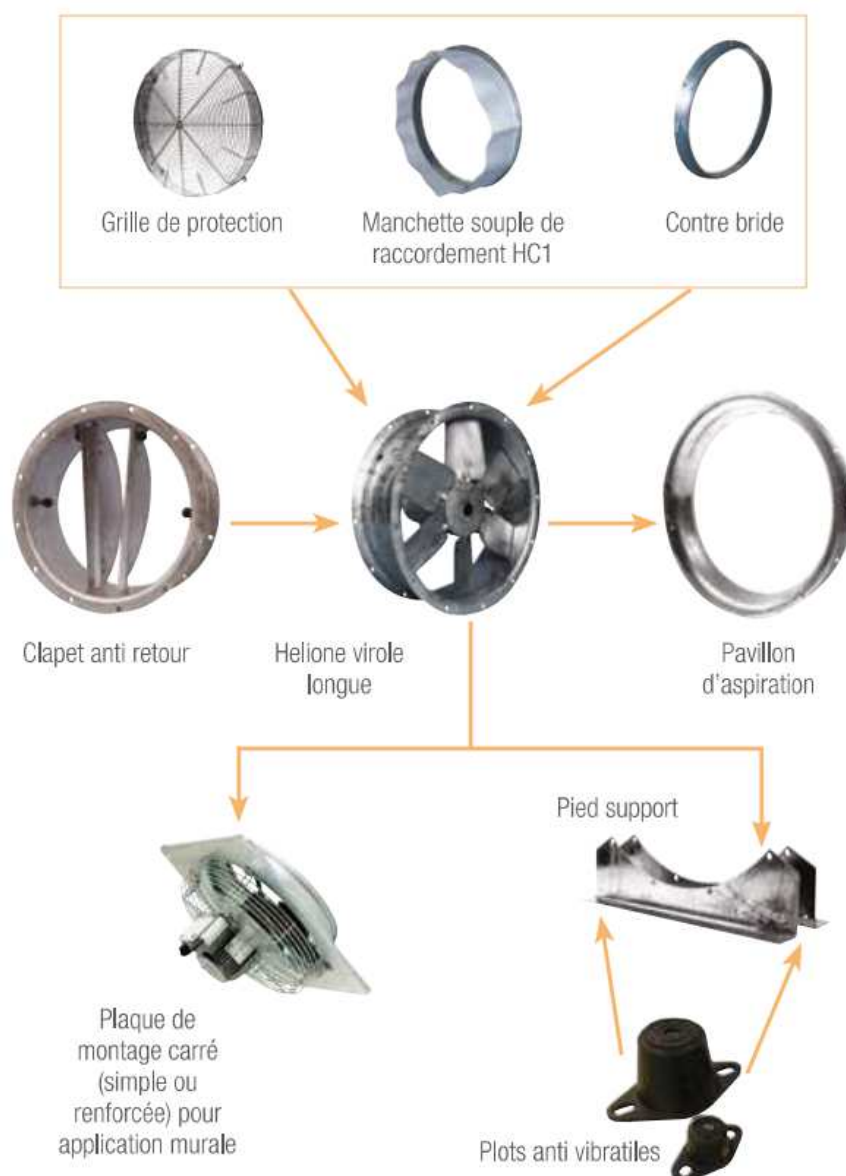 Grille de protection
Manchette souple de
raccordement HC1
Contre bride
Clapet anti retour
Helione virole
longue
Pavillon
d'aspiration
Pied support
Plaque de
montage carré
(simple ou
renforcée) pour
application murale
Plots anti vibratiles